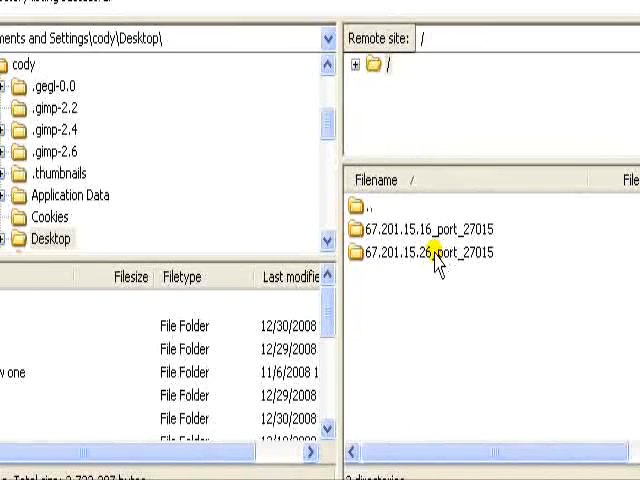 ments and Settings\cody\Desktop\
cody
.gegl-0.0
.gimp-2.2
.gimp-2.4
.gimp-2.6
.thumbnails
Application Data
Cookies
Desktop
Filesize Filetype Last modifie
File Folder 12/30/2008
File Folder 12/29/2008
w one File Folder 11/6/2008 1
File Folder 12/29/2008
File Folder 12/30/2008
Remote site: /
/
Filename / File
..
67.201.15.16_port_27015
67.201.15.26_port_27015